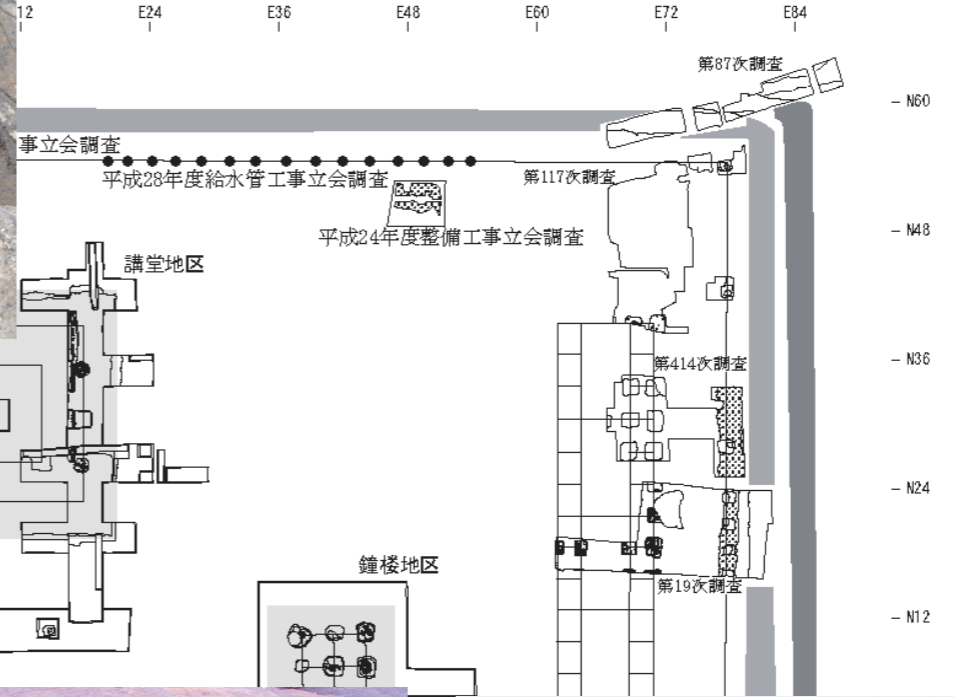 12 E24 E36 E48 E60 E72 E84
第87次調査
N60
事立会調査
平成28年度給水管工事立会調査
第117次調査
平成24年度整備工事立会調査
N48
講堂地区
N36
第414次調査
N24
鐘楼地区
第19次調査
N12